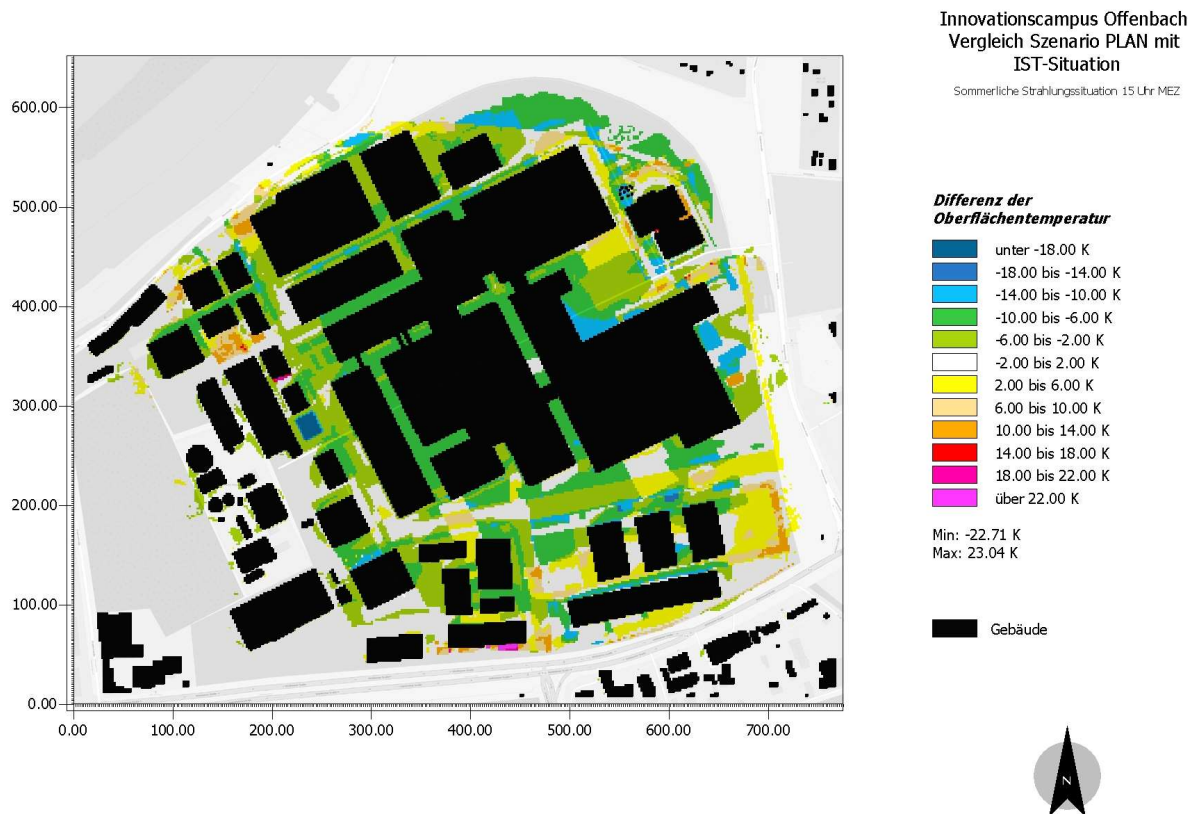 Innovationscampus Offenbach
Vergleich Szenario PLAN mit
IST-Situation
Sommerliche Strahlungssituation 15 Uhr MEZ
600.00
500.00
400.00
300.00
200.00
100.00
0.00
0.00 100.00 200.00 300.00 400.00 500.00 600.00 700.00
Differenz der
Oberflächentemperatur
unter -18.00 K
-18.00 bis -14.00 K
-14.00 bis -10.00 K
-10.00 bis -6.00 K
-6.00 bis -2.00 K
-2.00 bis 2.00 K
2.00 bis 6.00 K
6.00 bis 10.00 K
10.00 bis 14.00 K
14.00 bis 18.00 K
18.00 bis 22.00 K
über 22.00 K
Min: -22.71 K
Max: 23.04 K
Gebäude
N